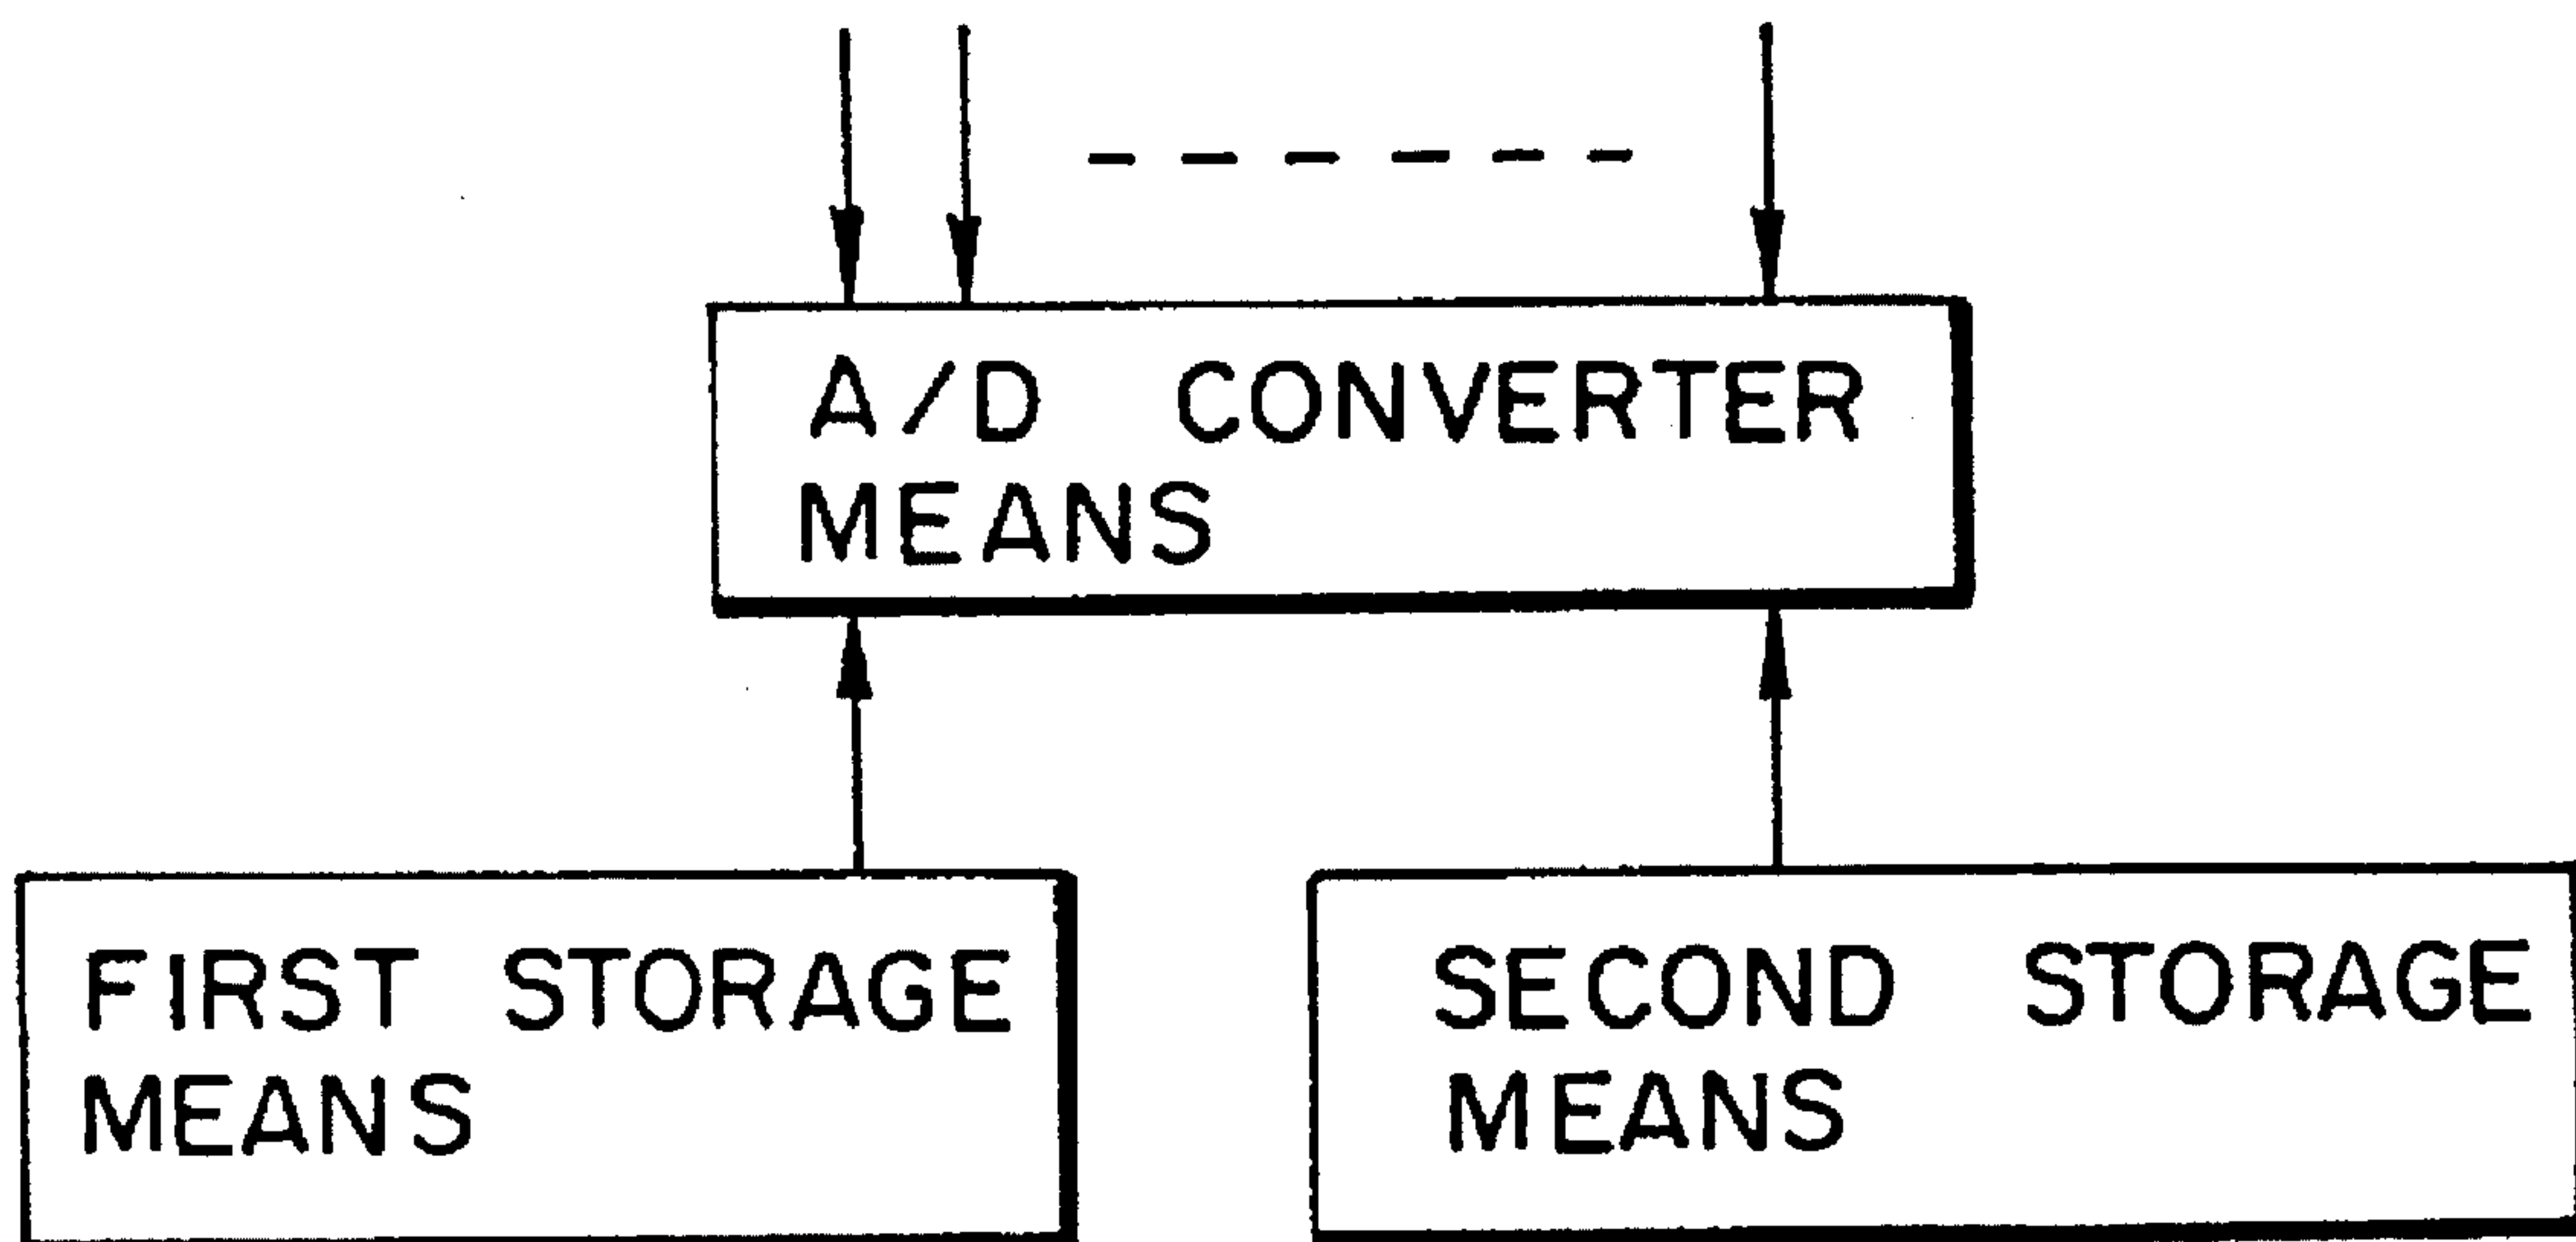 A/D CONVERTER
MEANS
FIRST STORAGE
MEANS
SECOND STORAGE
MEANS